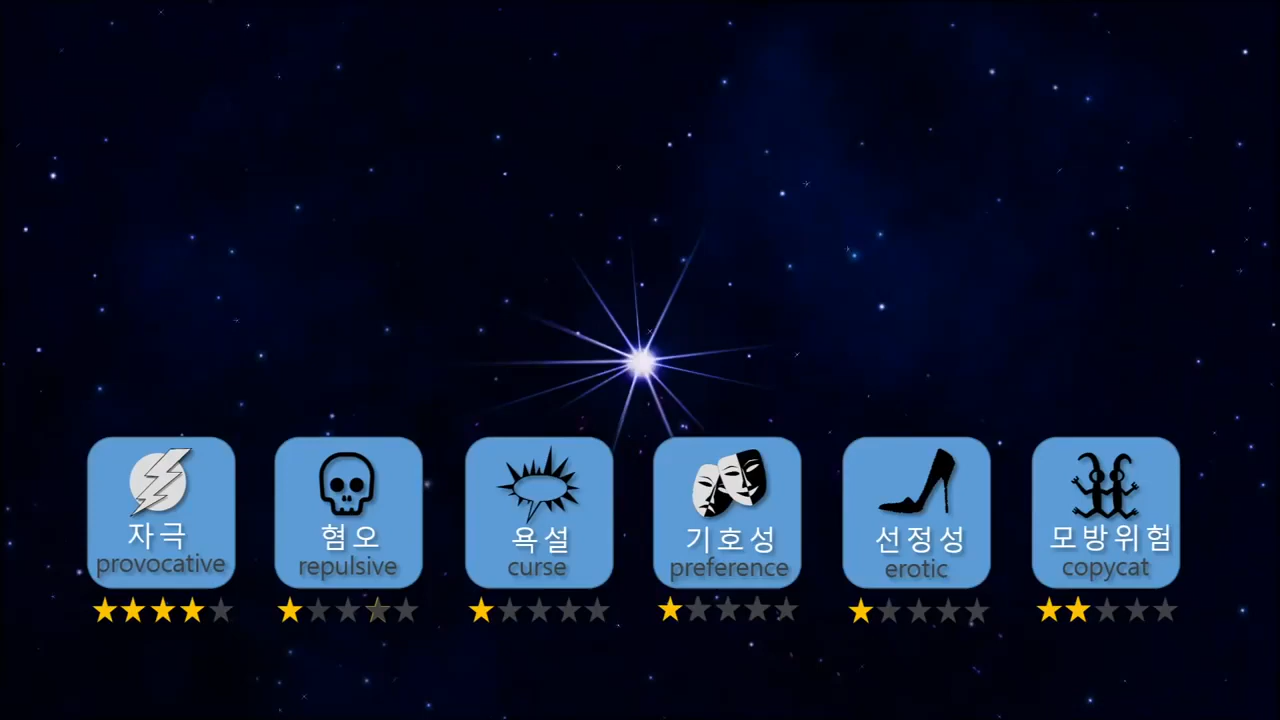 자극
provocative
혐오
repulsive
욕설
curse
기호성
preference
선정성
erotic
모방위험
copycat